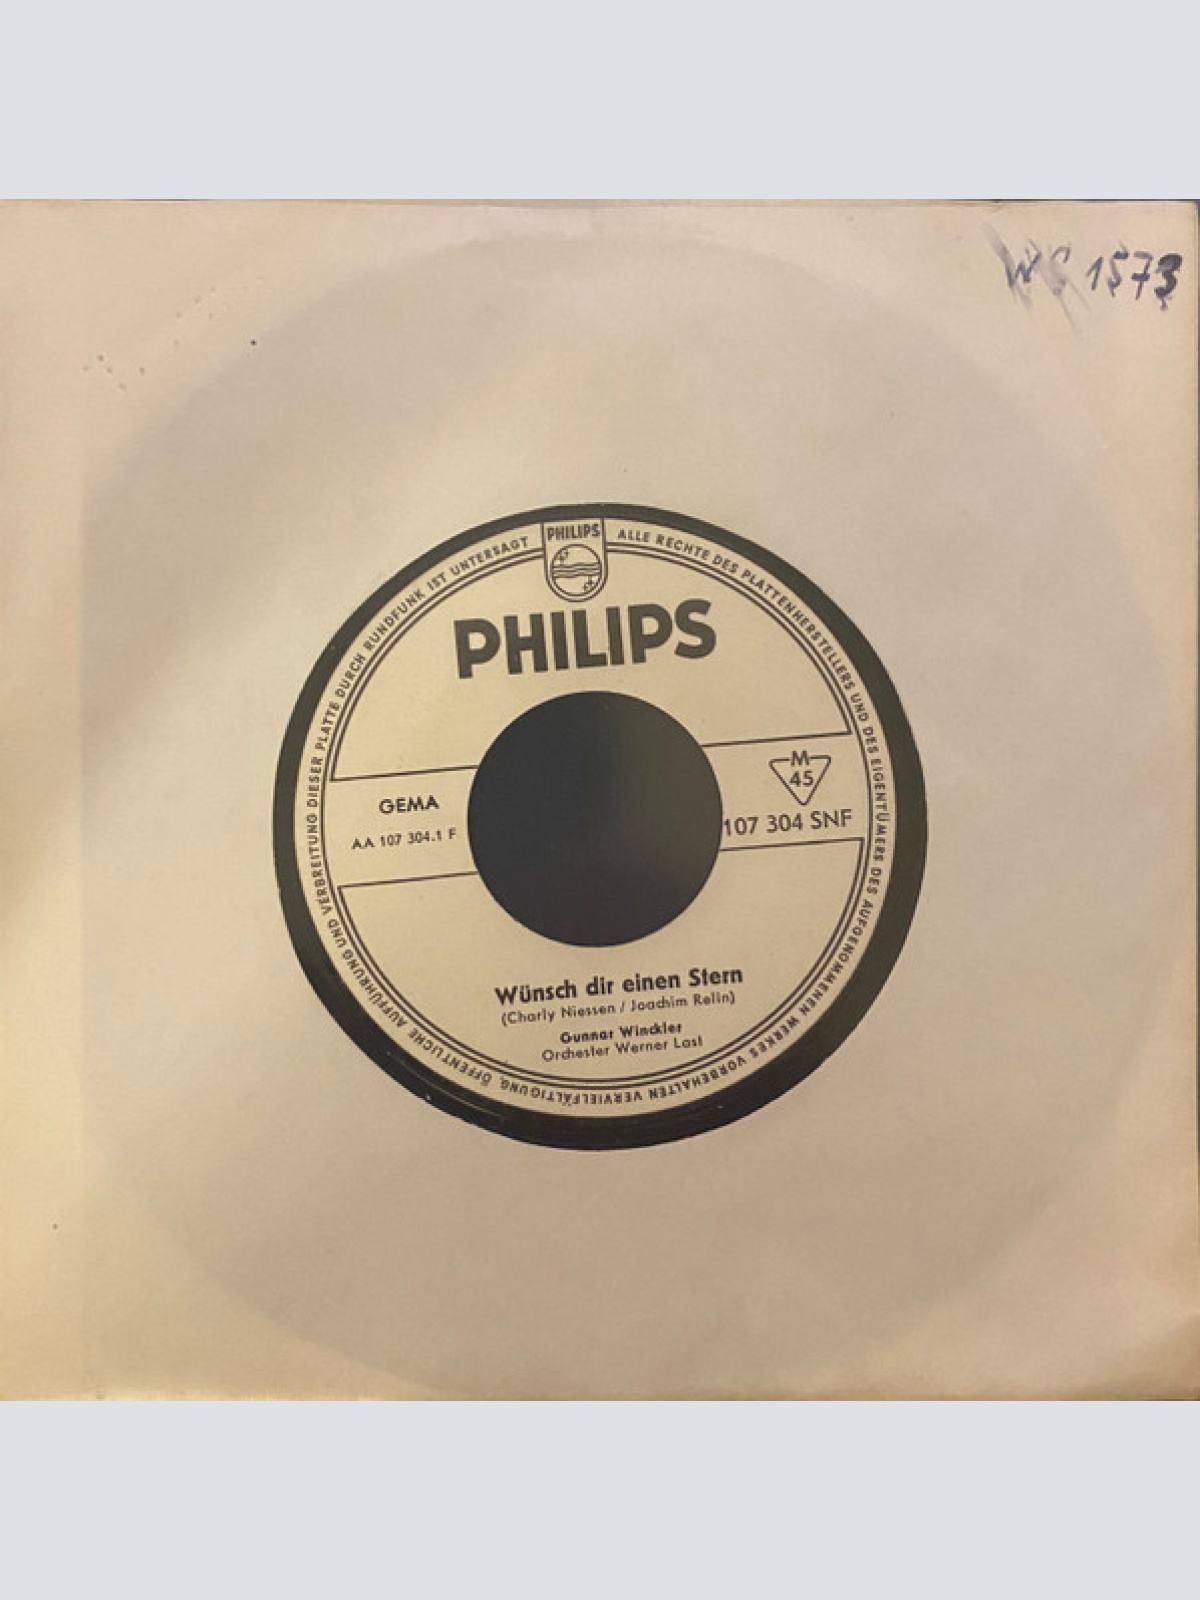 WS 1573
PHILIPS
ALLE RECHTE DES PLATTENHERSTELLERS UND DES EIGENTÜMERS DES AUFGENOMMENEN WERKES VORBEHALTEN VERVIELFÄLTIGUNG, ÖFFENTLICHE AUFFÜHRUNG UND VERBREITUNG DIESER PLATTE DURCH RUNDFUNK IST UNTERSAGT
PHILIPS
GEMA
AA 107 304.1 F
M
45
107 304 SNF
Wünsch dir einen Stern
(Charly Niessen / Joachim Relin)
Gunnar Winckler
Orchester Werner Last